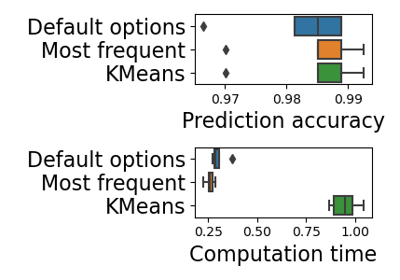 Default options
Most frequent
KMeans
0.97 0.98 0.99
Prediction accuracy
Default options
Most frequent
KMeans
0.25 0.50 0.75 1.00
Computation time